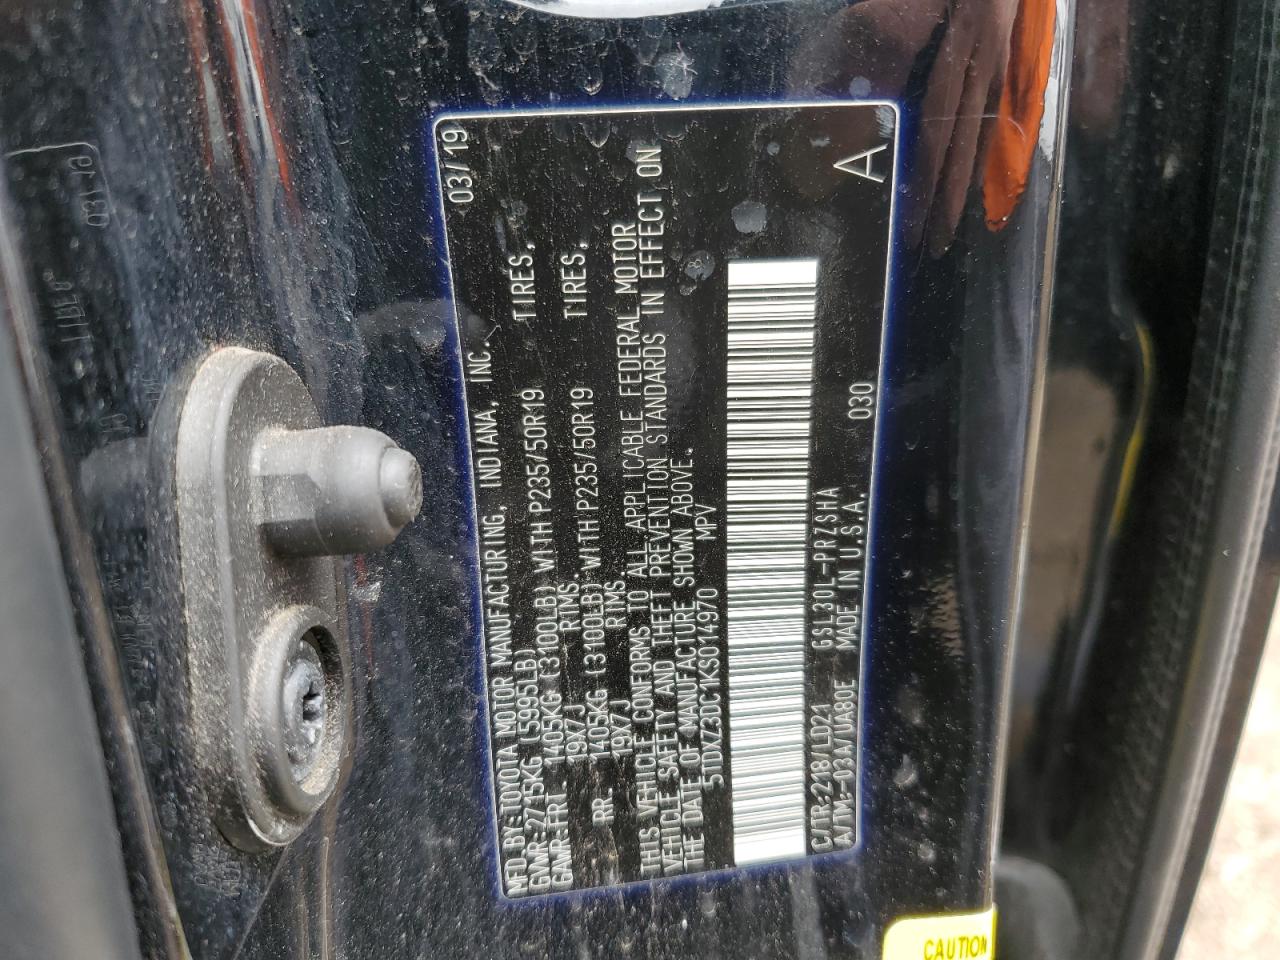 MFD.BY:TOYOTA MOTOR MANUFACTURING, INDIANA, INC. 03/19
GVWR:2715KG (5995LB)
GAWR:FRT 1405KG (3100LB) WITH P235/50R19 TIRES,
19X7J RIMS.
RR. 1405KG (3100LB) WITH P235/50R19 TIRES,
19X7J RIMS.
THIS VEHICLE CONFORMS TO ALL APPLICABLE FEDERAL MOTOR
VEHICLE SAFETY AND THEFT PREVENTION STANDARDS IN EFFECT ON
THE DATE OF MANUFACTURE SHOWN ABOVE.
5TDXZ3DC1KS014970 MPV
C/TR:218/LD21 GSL30L-PRZSHA
A/TM:-03A/UA80E MADE IN U.S.A. 030 A
CAUTION